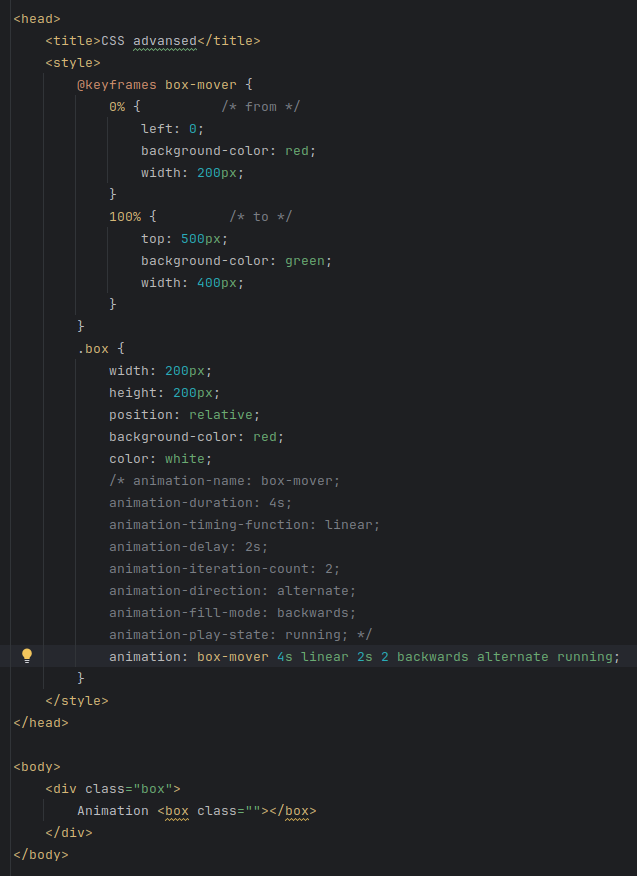 <head>
    <title>CSS advansed</title>
    <style>
        @keyframes box-mover {
            0% {          /* from */
                left: 0;
                background-color: red;
                width: 200px;
            }
            100% {         /* to */
                top: 500px;
                background-color: green;
                width: 400px;
            }
        }
        .box {
            width: 200px;
            height: 200px;
            position: relative;
            background-color: red;
            color: white;
            /* animation-name: box-mover;
            animation-duration: 4s;
            animation-timing-function: linear;
            animation-delay: 2s;
            animation-iteration-count: 2;
            animation-direction: alternate;
            animation-fill-mode: backwards;
            animation-play-state: running; */
            animation: box-mover 4s linear 2s 2 backwards alternate running;
        }
    </style>
</head>

<body>
    <div class="box">
        Animation <box class=""></box>
    </div>
</body>